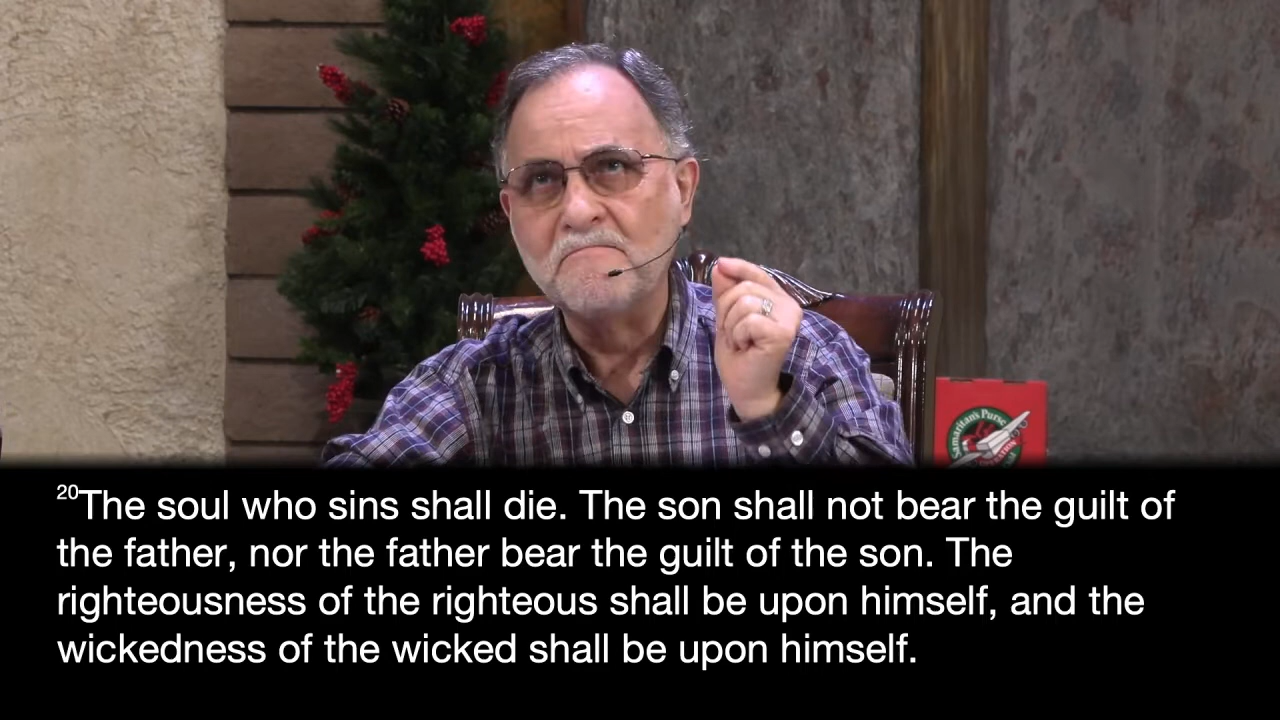 Samaritan's Purse
20The soul who sins shall die. The son shall not bear the guilt of
the father, nor the father bear the guilt of the son. The
righteousness of the righteous shall be upon himself, and the
wickedness of the wicked shall be upon himself.